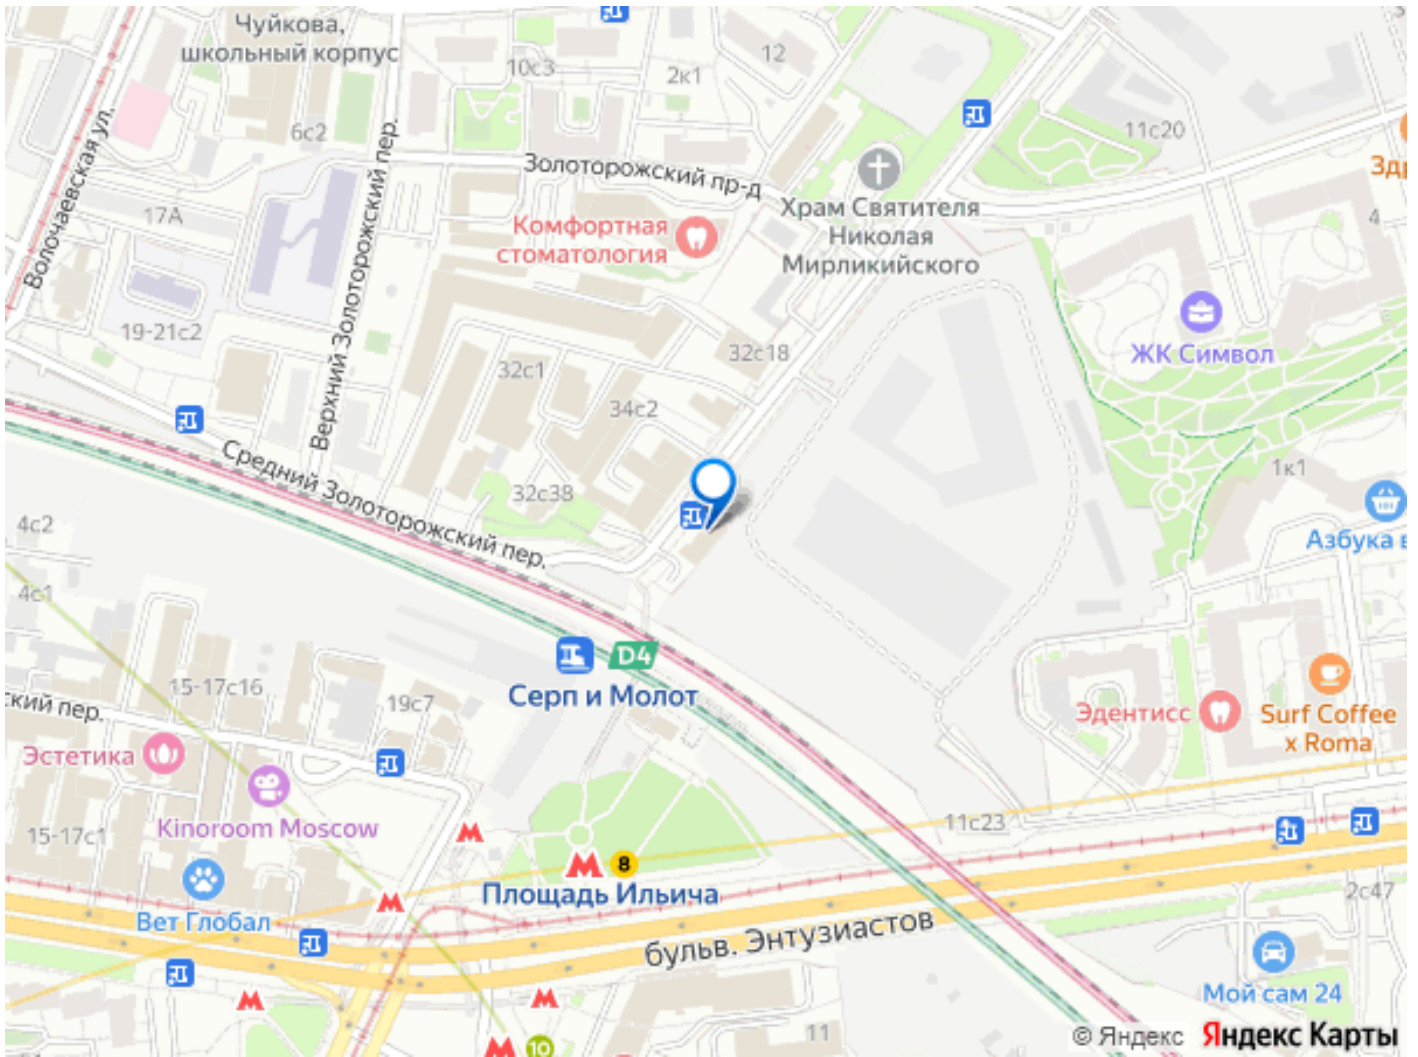 Чуйкова,
школьный корпус
10с3
2к1
12
11с20
6с2
Волочаевская ул.
Верхний Золоторожский пер.
Золоторожский пр-д
Храм Святителя
Николая
Мирликийского
Комфортная
стоматология
17А
4
19-21с2
32с1
32с18
34с2
ЖК Символ
Средний Золоторожский пер.
32с38
1к1
4с2
4с1
Азбука в
D4
Серп и Молот
15-17с16
19с7
ский пер.
Эстетика
Kinoroom Moscow
15-17с1
Эдентисс
Surf Coffee
x Roma
11с23
8
Площадь Ильича
Вет Глобал
бульв. Энтузиастов
2с47
Мой сам 24
11
10
© Яндекс Яндекс Карты